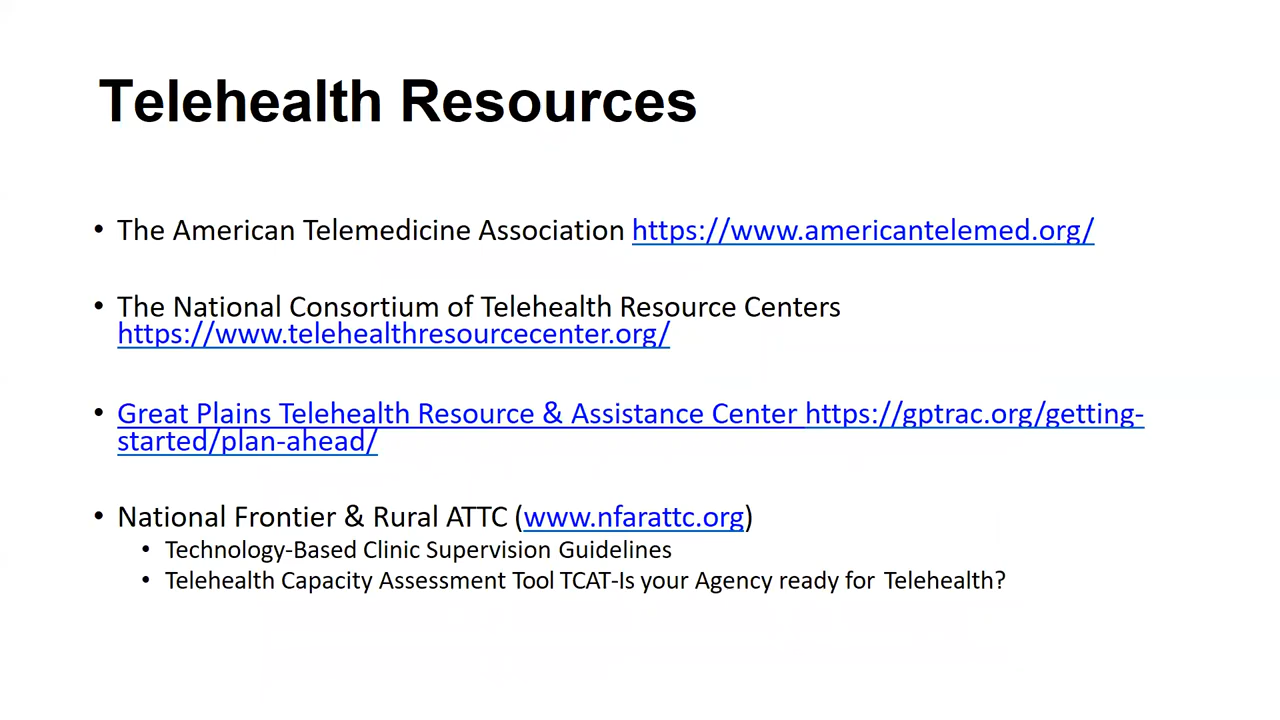 Telehealth Resources
• The American Telemedicine Association https://www.americantelemed.org/
• The National Consortium of Telehealth Resource Centers
https://www.telehealthresourcecenter.org/
• Great Plains Telehealth Resource & Assistance Center https://gptrac.org/getting-
started/plan-ahead/
• National Frontier & Rural ATTC (www.nfarattc.org)
• Technology-Based Clinic Supervision Guidelines
• Telehealth Capacity Assessment Tool TCAT-Is your Agency ready for Telehealth?